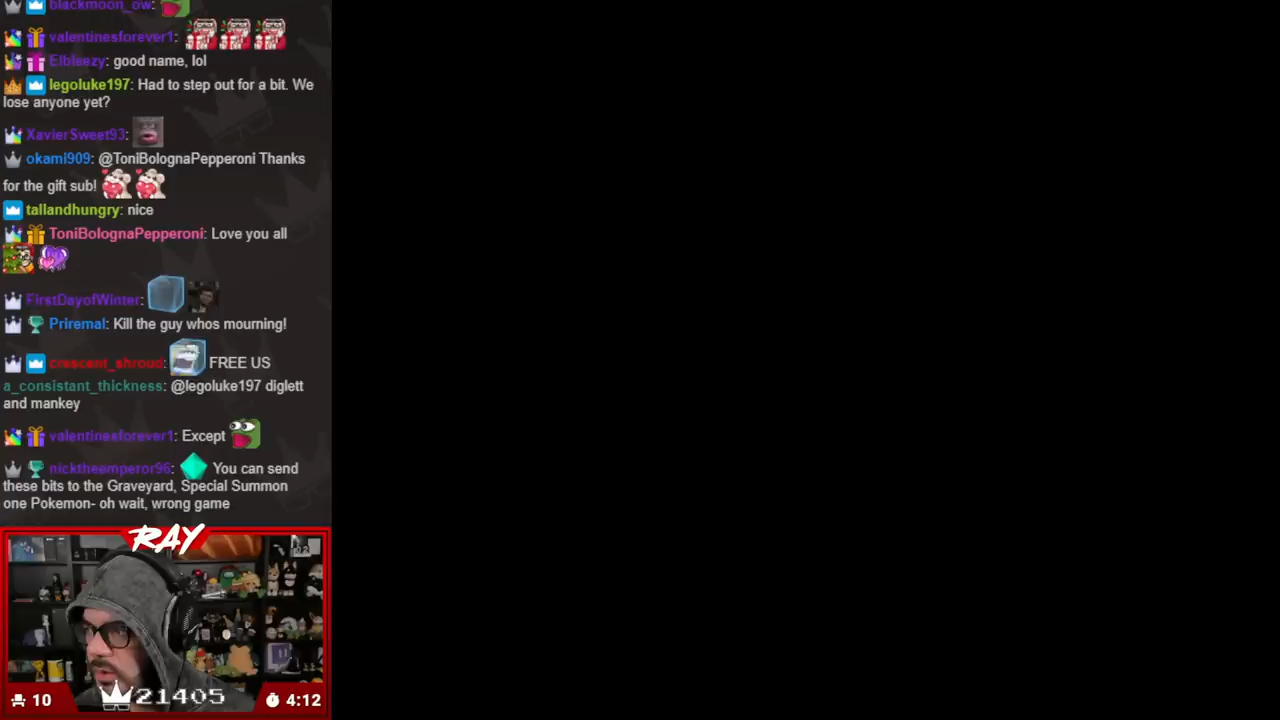 blackmoon_ow:
valentinesforever1:
Elbleezy: good name, lol
legoluke197: Had to step out for a bit. We
lose anyone yet?
XavierSweet93:
okami909: @ToniBolognaPepperoni Thanks
for the gift sub!
tallandhungry: nice
ToniBolognaPepperoni: Love you all
FirstDayofWinter:
Priremal: Kill the guy whos mourning!
crescent_shroud: FREE US
a_consistant_thickness: @legoluke197 diglett
and mankey
valentinesforever1: Except
nicktheemperor96: You can send
these bits to the Graveyard, Special Summon
one Pokemon- oh wait, wrong game
RAY
10 21405 4:12